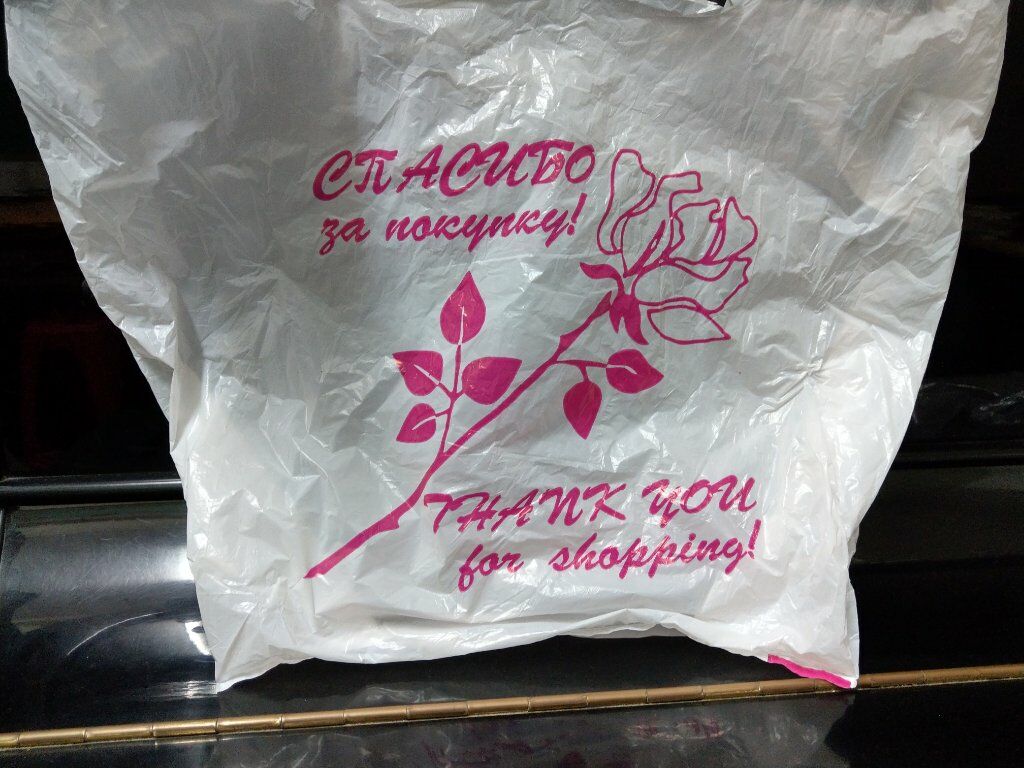 СПАСИБО
за покупку!
THANK YOU
for shopping!